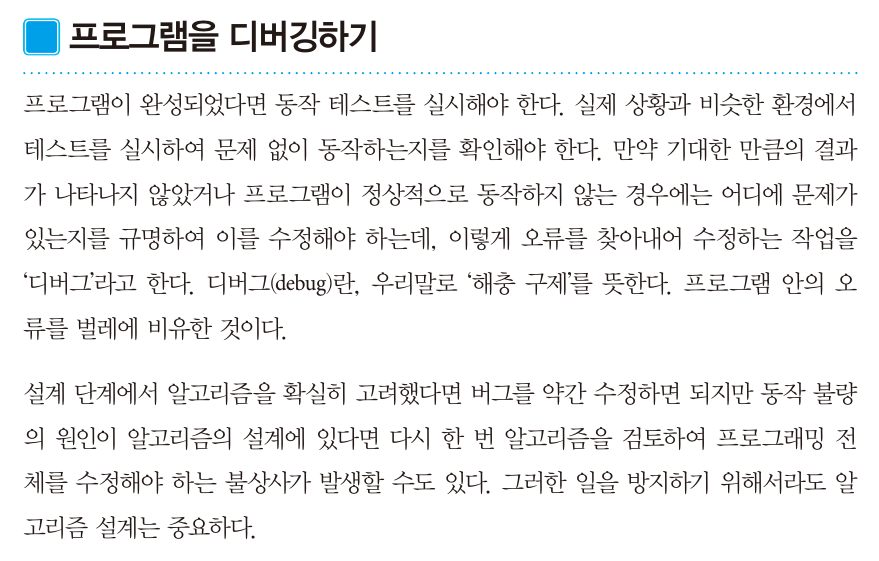 프로그램을 디버깅하기
프로그램이 완성되었다면 동작 테스트를 실시해야 한다. 실제 상황과 비슷한 환경에서
테스트를 실시하여 문제 없이 동작하는지를 확인해야 한다. 만약 기대한 만큼의 결과
가 나타나지 않았거나 프로그램이 정상적으로 동작하지 않는 경우에는 어디에 문제가
있는지를 규명하여 이를 수정해야 하는데, 이렇게 오류를 찾아내어 수정하는 작업을
‘디버그’라고 한다. 디버그(debug)란, 우리말로 ‘해충 구제’를 뜻한다. 프로그램 안의 오
류를 벌레에 비유한 것이다.
설계 단계에서 알고리즘을 확실히 고려했다면 버그를 약간 수정하면 되지만 동작 불량
의 원인이 알고리즘의 설계에 있다면 다시 한 번 알고리즘을 검토하여 프로그래밍 전
체를 수정해야 하는 불상사가 발생할 수도 있다. 그러한 일을 방지하기 위해서라도 알
고리즘 설계는 중요하다.